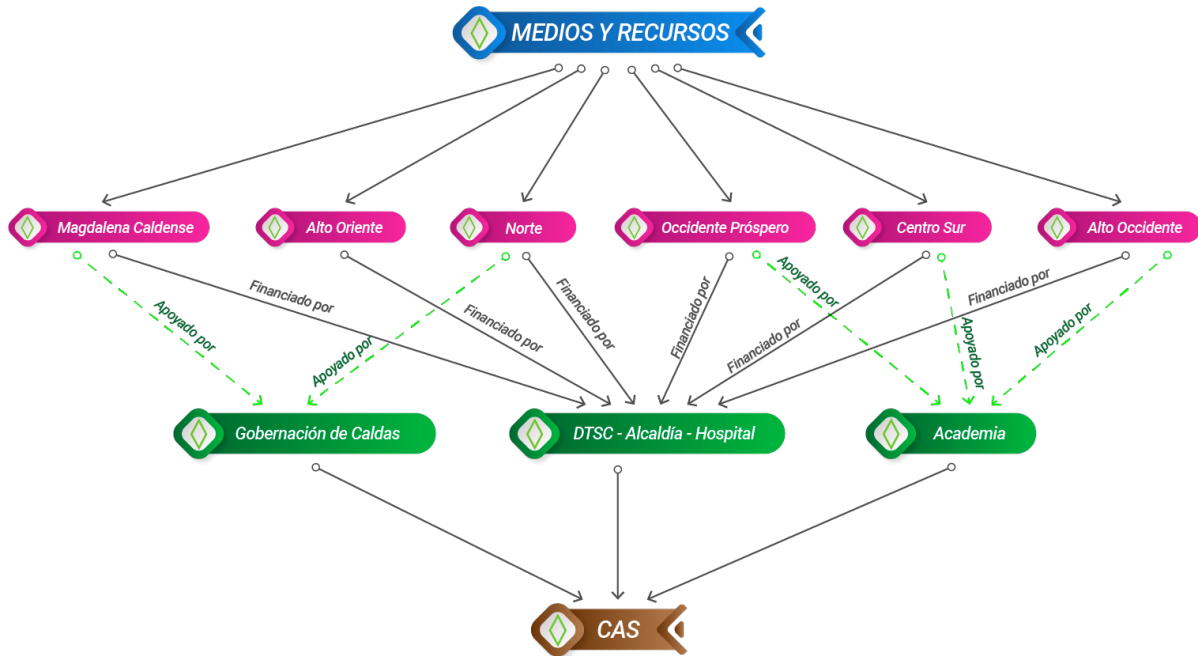 MEDIOS Y RECURSOS
Magdalena Caldense
Alto Oriente
Norte
Occidente Próspero
Centro Sur
Alto Occidente
Apoyado por
Financiado por
Financiado por
Apoyado por
Financiado por
Financiado por
Apoyado por
Financiado por
Apoyado por
Financiado por
Apoyado por
Gobernación de Caldas
DTSC - Alcaldía - Hospital
Academia
CAS